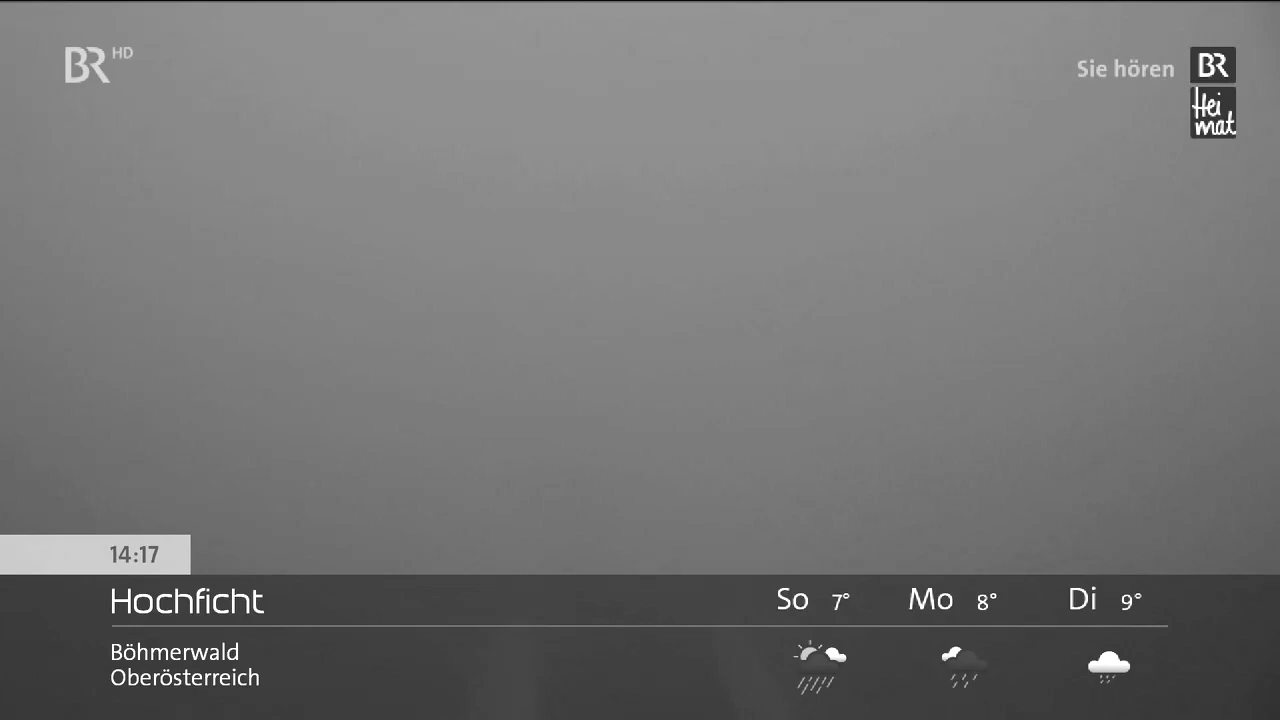 BR HD
Sie hören BR
Hei
mat
14:17
Hochficht
So 7° Mo 8° Di 9°
Böhmerwald
Oberösterreich